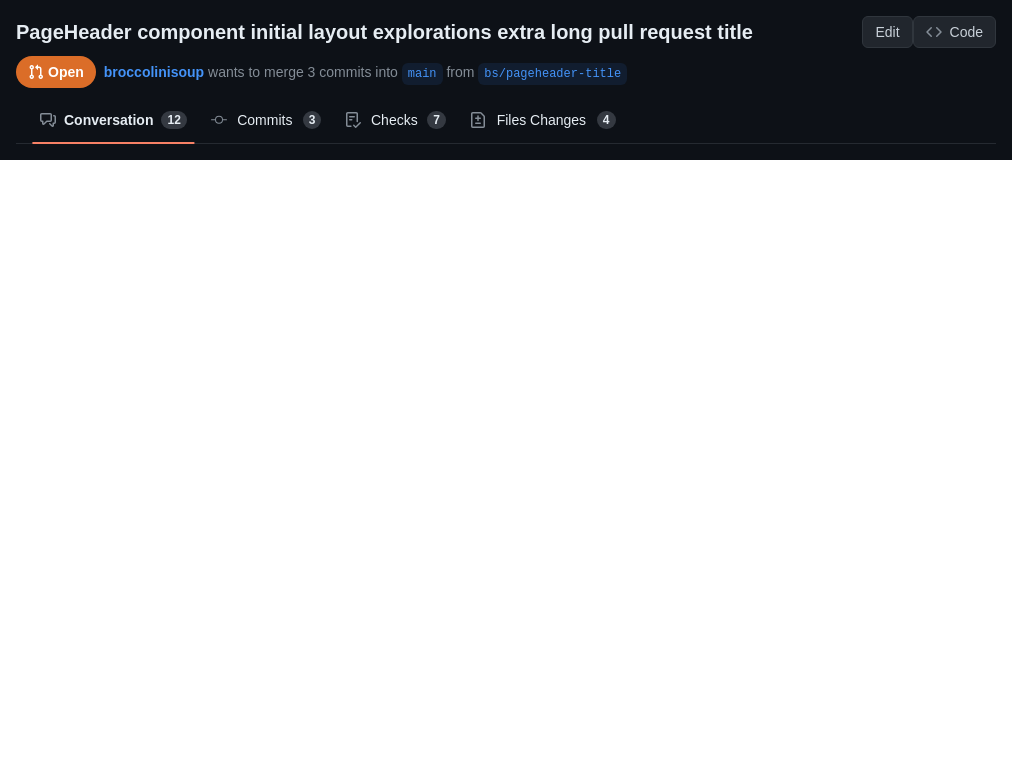 PageHeader component initial layout explorations extra long pull request title
Edit
Code
Open broccolinisoup wants to merge 3 commits into main from bs/pageheader-title
Conversation 12 Commits 3 Checks 7 Files Changes 4